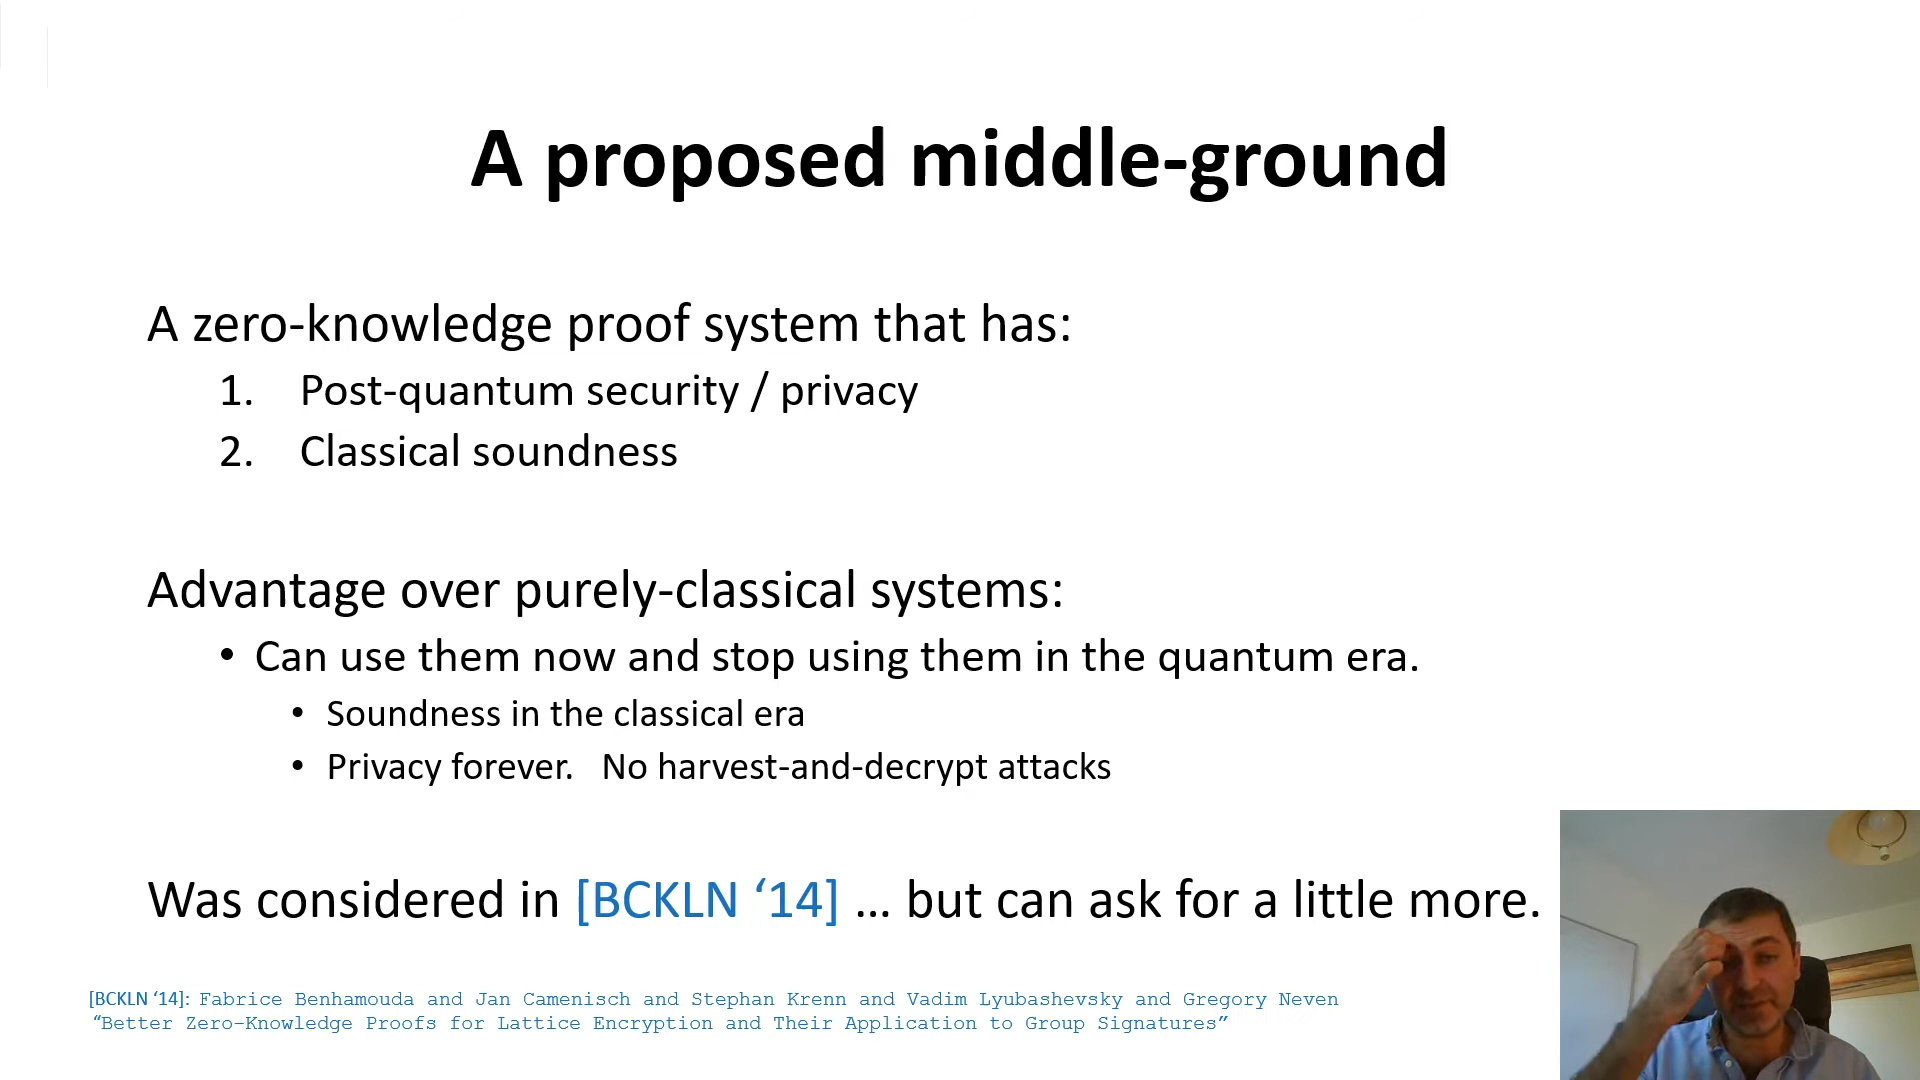 A proposed middle-ground
A zero-knowledge proof system that has:
1. Post-quantum security / privacy
2. Classical soundness
Advantage over purely-classical systems:
• Can use them now and stop using them in the quantum era.
• Soundness in the classical era
• Privacy forever. No harvest-and-decrypt attacks
Was considered in [BCKLN ‘14] … but can ask for a little more.
[BCKLN ‘14]: Fabrice Benhamouda and Jan Camenisch and Stephan Krenn and Vadim Lyubashevsky and Gregory Neven
“Better Zero-Knowledge Proofs for Lattice Encryption and Their Application to Group Signatures”